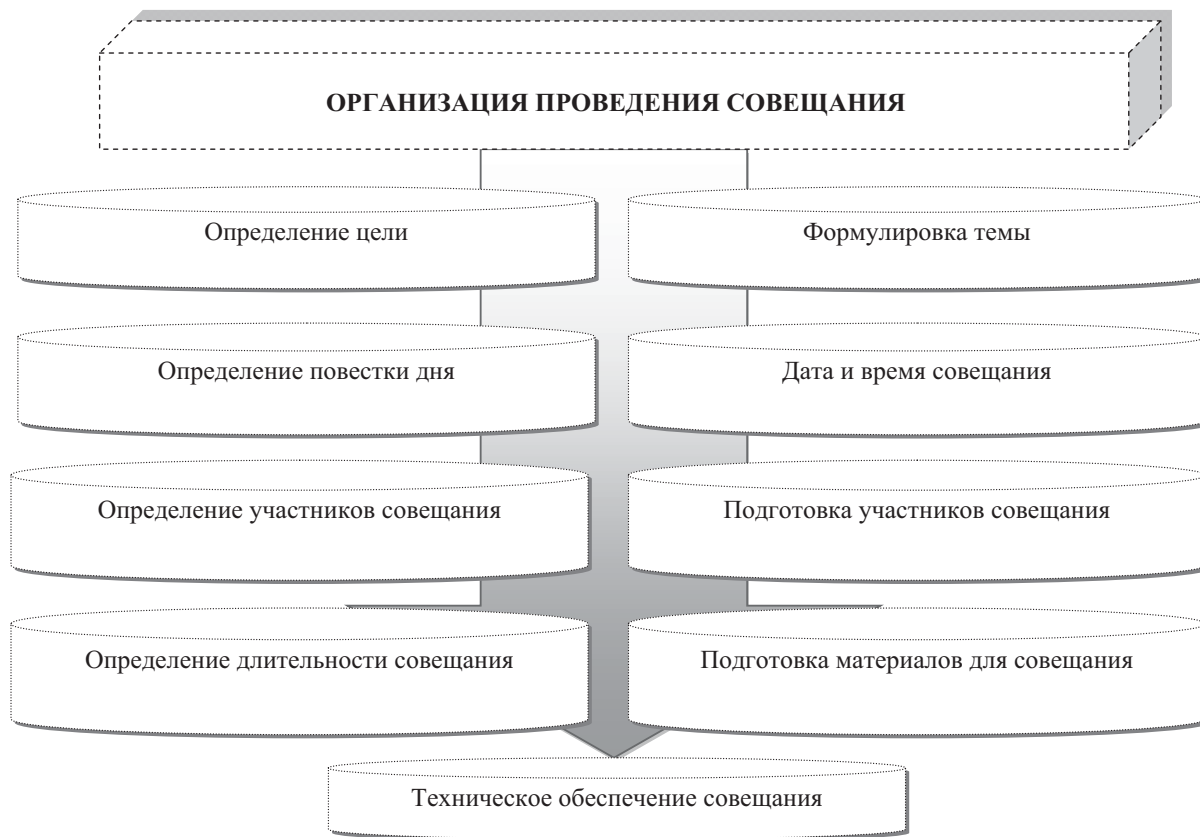 ОРГАНИЗАЦИЯ ПРОВЕДЕНИЯ СОВЕЩАНИЯ
Определение цели
Формулировка темы
Определение повестки дня
Дата и время совещания
Определение участников совещания
Подготовка участников совещания
Определение длительности совещания
Подготовка материалов для совещания
Техническое обеспечение совещания